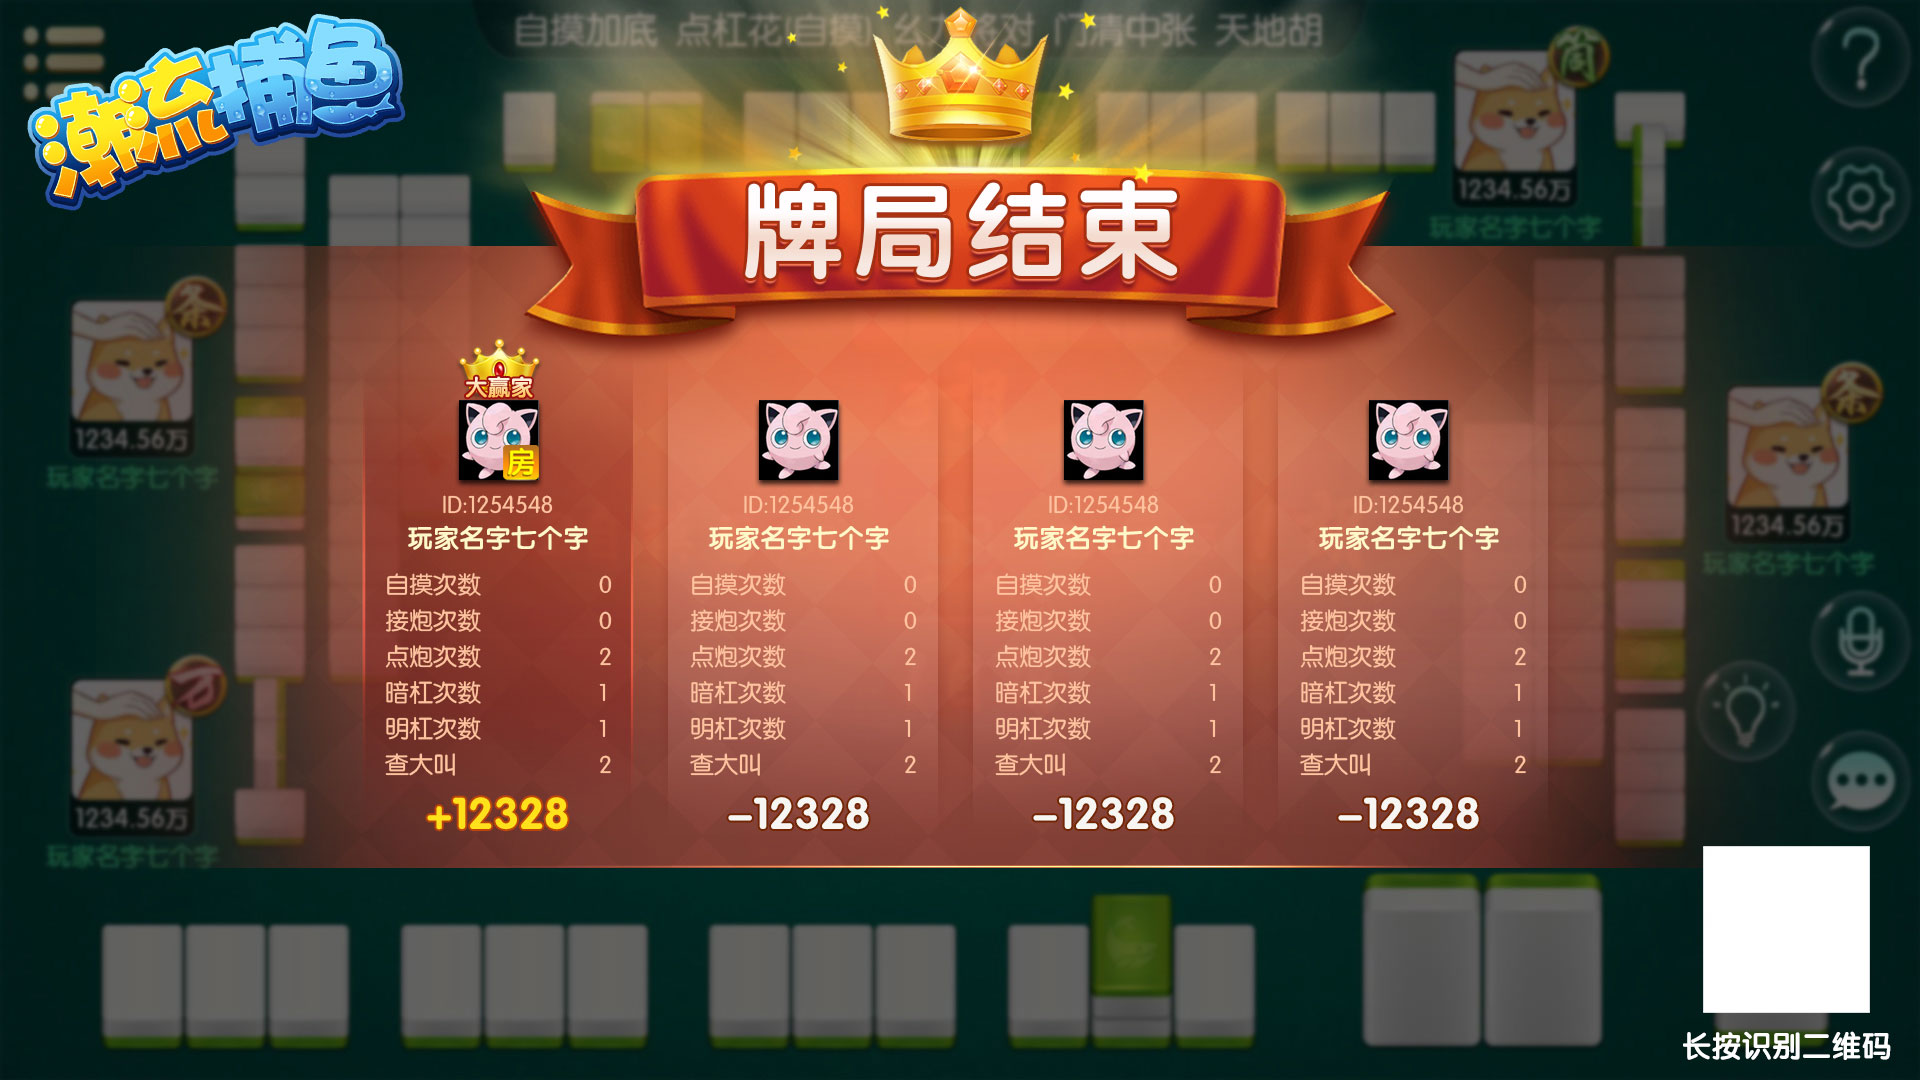 自摸加底 点杠花(自摸) 幺九将对 门清中张 天地胡
潮流捕鱼
牌局结束
筒
1234.56万
玩家名字七个字
条
1234.56万
玩家名字七个字
条
1234.56万
玩家名字七个字
万
1234.56万
玩家名字七个字
大赢家
房
ID:1254548
玩家名字七个字
自摸次数 0
接炮次数 0
点炮次数 2
暗杠次数 1
明杠次数 1
查大叫 2
+12328
ID:1254548
玩家名字七个字
自摸次数 0
接炮次数 0
点炮次数 2
暗杠次数 1
明杠次数 1
查大叫 2
-12328
ID:1254548
玩家名字七个字
自摸次数 0
接炮次数 0
点炮次数 2
暗杠次数 1
明杠次数 1
查大叫 2
-12328
ID:1254548
玩家名字七个字
自摸次数 0
接炮次数 0
点炮次数 2
暗杠次数 1
明杠次数 1
查大叫 2
-12328
长按识别二维码